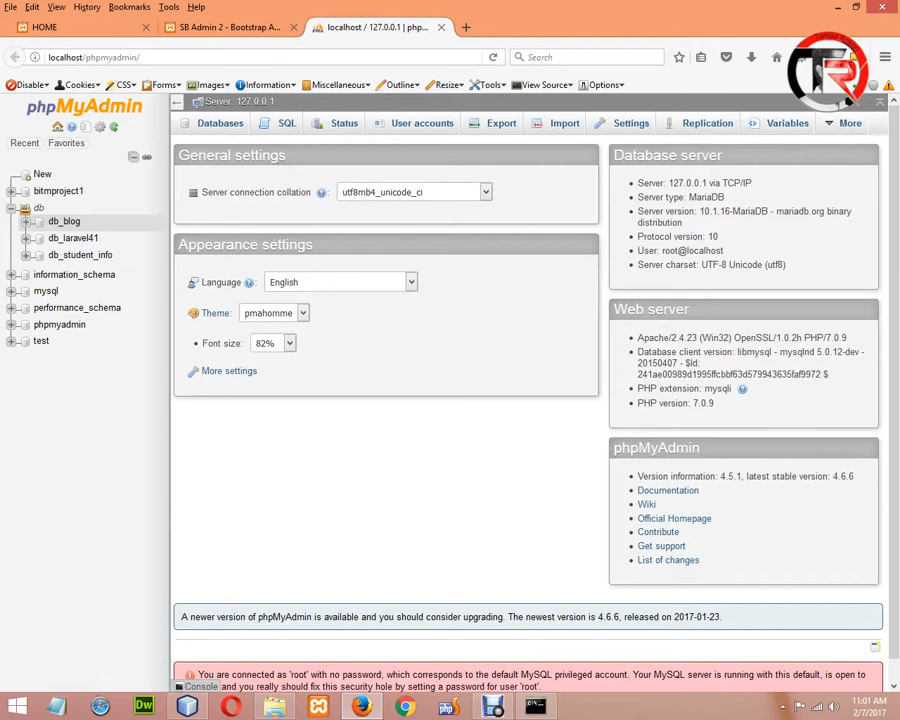 File Edit View History Bookmarks Tools Help
HOME
SB Admin 2 - Bootstrap A...
localhost / 127.0.0.1 | php...
localhost/phpmyadmin/
Search
Disable Cookies CSS Forms Images Information Miscellaneous Outline Resize Tools View Source Options
phpMyAdmin
Recent Favorites
New
bitmproject1
db
db_blog
db_laravel41
db_student_info
information_schema
mysql
performance_schema
phpmyadmin
test
Server: 127.0.0.1
Databases SQL Status User accounts Export Import Settings Replication Variables More
General settings
Server connection collation : utf8mb4_unicode_ci
Appearance settings
Language : English
Theme: pmahomme
Font size: 82%
More settings
Database server
Server: 127.0.0.1 via TCP/IP
Server type: MariaDB
Server version: 10.1.16-MariaDB - mariadb.org binary
distribution
Protocol version: 10
User: root@localhost
Server charset: UTF-8 Unicode (utf8)
Web server
Apache/2.4.23 (Win32) OpenSSL/1.0.2h PHP/7.0.9
Database client version: libmysql - mysqlnd 5.0.12-dev -
20150407 - $Id:
241ae00989d1995ffcbbf63d579943635faf9972 $
PHP extension: mysqli
PHP version: 7.0.9
phpMyAdmin
Version information: 4.5.1, latest stable version: 4.6.6
Documentation
Wiki
Official Homepage
Contribute
Get support
List of changes
A newer version of phpMyAdmin is available and you should consider upgrading. The newest version is 4.6.6, released on 2017-01-23.
You are connected as 'root' with no password, which corresponds to the default MySQL privileged account. Your MySQL server is running with this default, is open to
Console and you really should fix this security hole by setting a password for user 'root'.
Dw
11:01 AM
2/7/2017